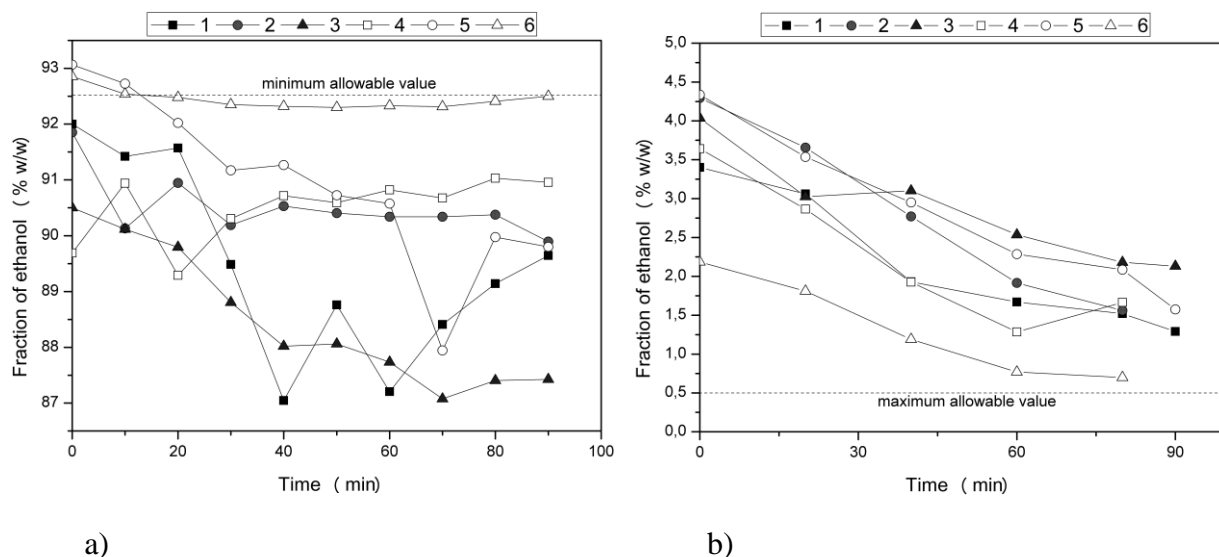 1 2 3 4 5 6
93
92
91
90
89
88
87
minimum allowable value
Fraction of ethanol ( % w/w)
0 20 40 60 80 100
Time ( min)
a)
1 2 3 4 5 6
5,0
4,5
4,0
3,5
3,0
2,5
2,0
1,5
1,0
0,5
0,0
maximum allowable value
Fraction of ethanol ( % w/w)
0 30 60 90
Time ( min)
b)